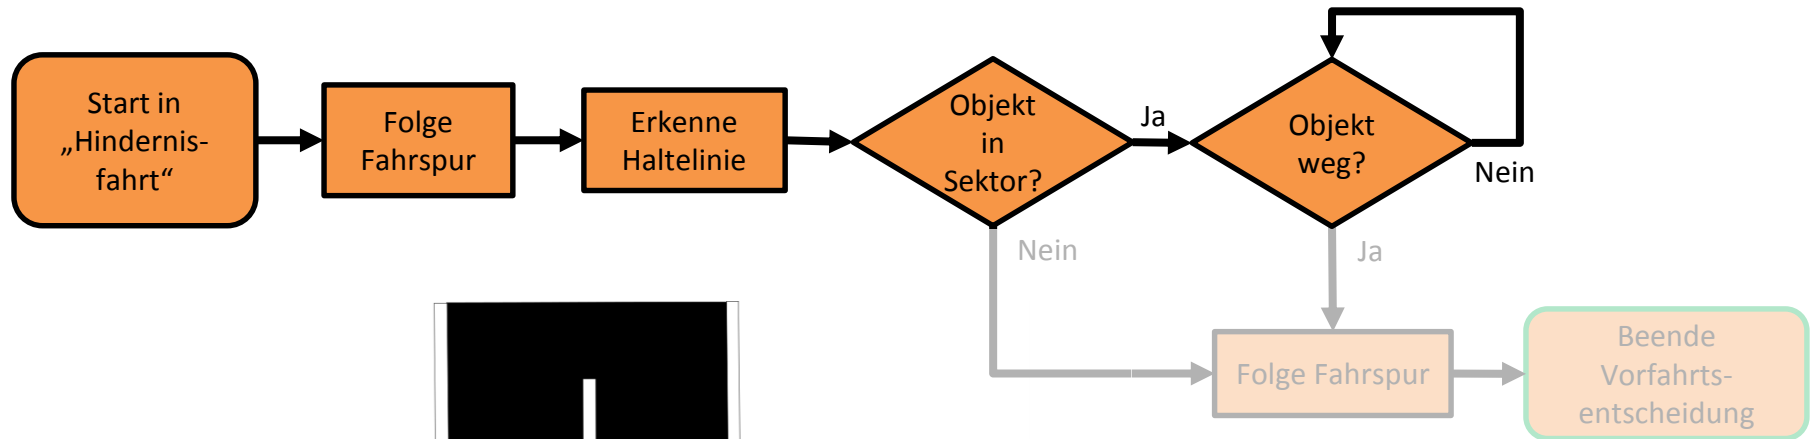 Start in
„Hindernis-
fahrt“
Folge
Fahrspur
Erkenne
Haltelinie
Objekt
in
Sektor?
Ja
Objekt
weg?
Nein
Nein
Ja
Folge Fahrspur
Beende
Vorfahrts-
entscheidung